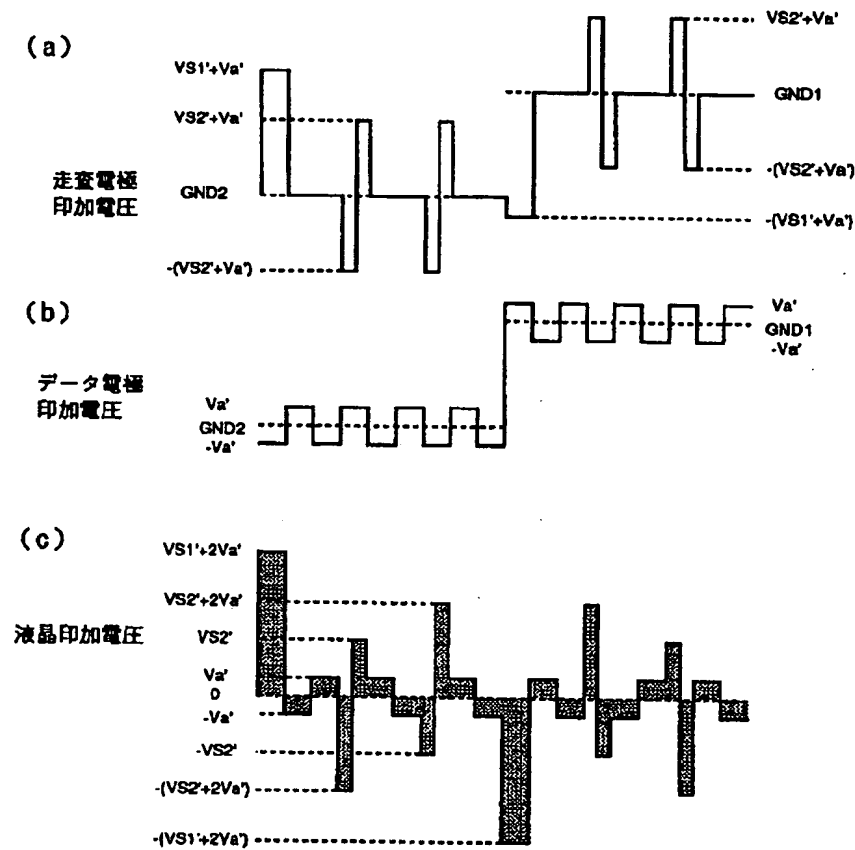 (a)
VS1'+Va'
VS2'+Va'
走査電極
印加電圧
GND2
-(VS2'+Va')
VS2'+Va'
GND1
-(VS2'+Va')
-(VS1'+Va')
(b)
データ電極
印加電圧
Va'
GND2
-Va'
Va'
GND1
-Va'
(c)
液晶印加電圧
VS1'+2Va'
VS2'+2Va'
VS2'
Va'
0
-Va'
-VS2'
-(VS2'+2Va')
-(VS1'+2Va')